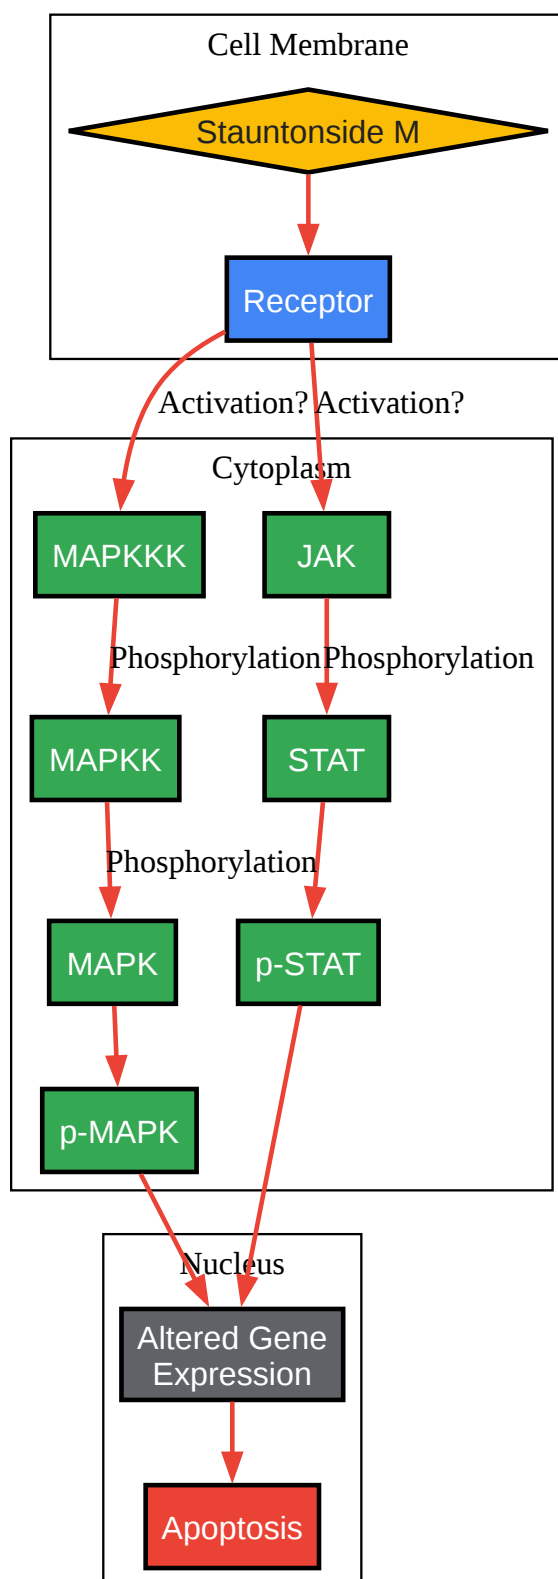 Cell Membrane
Stauntonside M
Receptor
Activation? Activation?
Cytoplasm
MAPKKK
JAK
Phosphorylation Phosphorylation
MAPKK
STAT
Phosphorylation
MAPK
p-STAT
p-MAPK
Nucleus
Altered Gene
Expression
Apoptosis